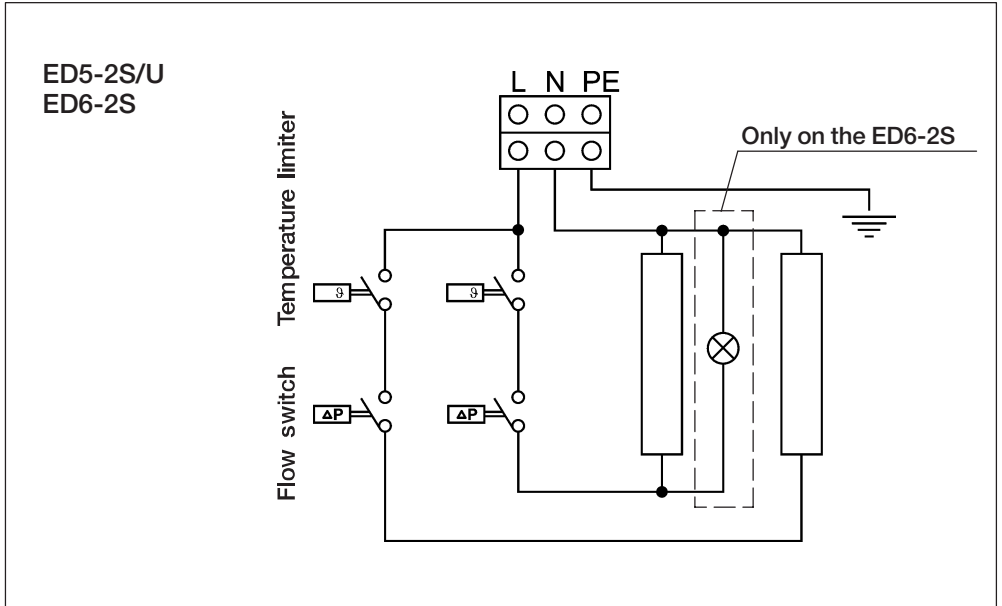 ED5-2S/U
ED6-2S
L N PE
Only on the ED6-2S
Temperature limiter
ϑ ϑ
Flow switch
ΔP ΔP